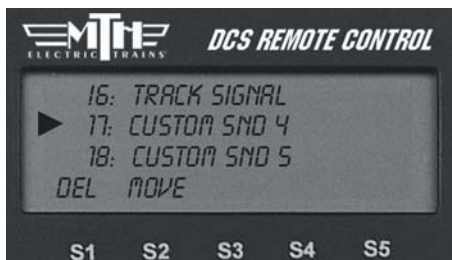 MTH
ELECTRIC TRAINS
DCS REMOTE CONTROL
16: TRACK SIGNAL
17: CUSTOM SND 4
18: CUSTOM SND 5
DEL MOVE
S1 S2 S3 S4 S5